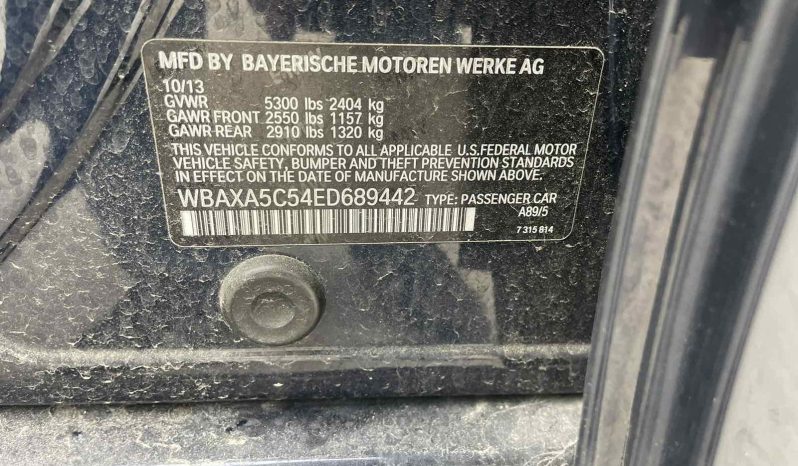 MFD BY BAYERISCHE MOTOREN WERKE AG
10/13
GVWR 5300 lbs 2404 kg
GAWR FRONT 2550 lbs 1157 kg
GAWR REAR 2910 lbs 1320 kg
THIS VEHICLE CONFORMS TO ALL APPLICABLE U.S.FEDERAL MOTOR
VEHICLE SAFETY, BUMPER AND THEFT PREVENTION STANDARDS
IN EFFECT ON THE DATE OF MANUFACTURE SHOWN ABOVE.
WBAXA5C54ED689442 TYPE: PASSENGER CAR
A89/5
7 315 814